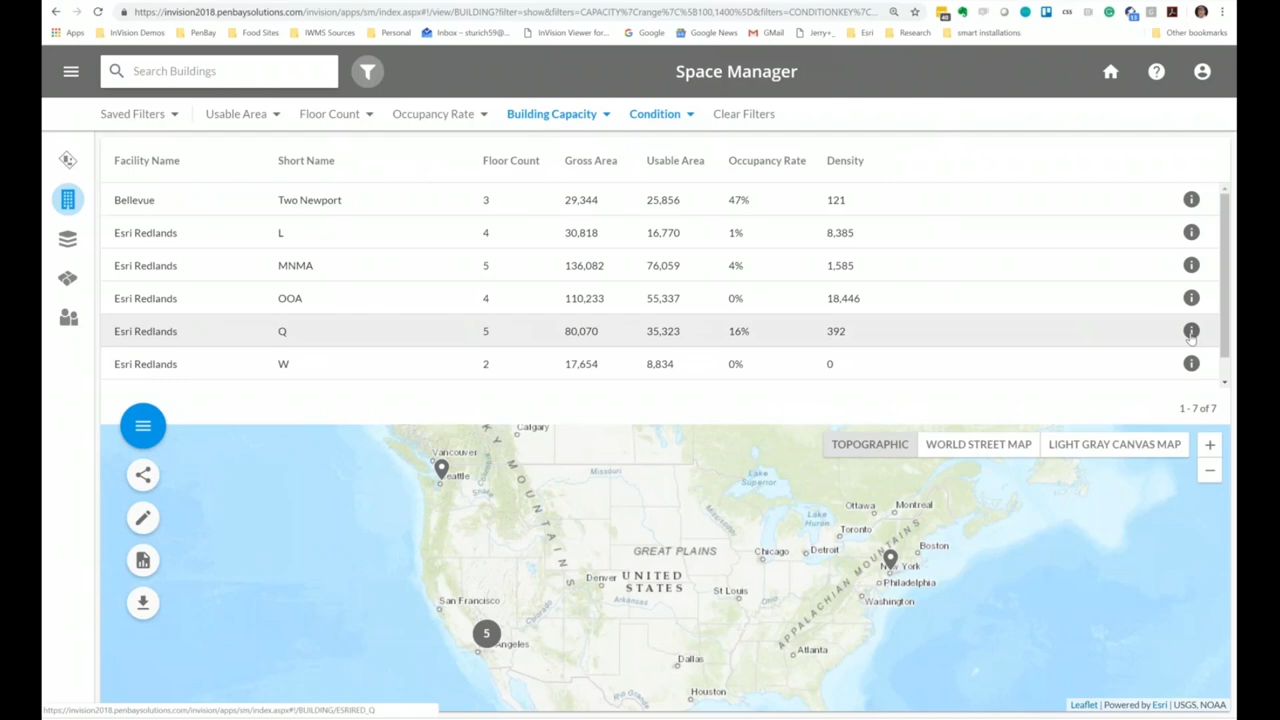 https://invision2018.penbaysolutions.com/invision/apps/sm/index.aspx#!/view/BUILDING?filter=show&filters=CAPACITY%7Crange%7C%5B100,1400%5D&filters=CONDITIONKEY%7C...
Apps InVision Demos PenBay Food Sites IWMS Sources Personal Inbox – sturich59@... InVision Viewer for... Google Google News GMail Jerry+_ Esri Research smart installations Other bookmarks
Search Buildings
Space Manager
Saved Filters Usable Area Floor Count Occupancy Rate Building Capacity Condition Clear Filters
Facility Name Short Name Floor Count Gross Area Usable Area Occupancy Rate Density
Bellevue Two Newport 3 29,344 25,856 47% 121
Esri Redlands L 4 30,818 16,770 1% 8,385
Esri Redlands MNMA 5 136,082 76,059 4% 1,585
Esri Redlands OOA 4 110,233 55,337 0% 18,446
Esri Redlands Q 5 80,070 35,323 16% 392
Esri Redlands W 2 17,654 8,834 0% 0
1 - 7 of 7
TOPOGRAPHIC WORLD STREET MAP LIGHT GRAY CANVAS MAP
+
−
Calgary
Vancouver
Seattle
Missouri
Lake Superior
Lake Huron
Ottawa
Montreal
Toronto
MOUNTAINS
GREAT PLAINS
Chicago
Detroit
Boston
New York
Denver
UNITED STATES
St Louis
Ohio
Philadelphia
APPALACHIAN MOUNTAINS
San Francisco
Colorado
Arkansas
Washington
5
Angeles
Atlanta
Dallas
Houston
https://invision2018.penbaysolutions.com/invision/apps/sm/index.aspx#!/BUILDING/ESRIRED_Q
Leaflet | Powered by Esri | USGS, NOAA